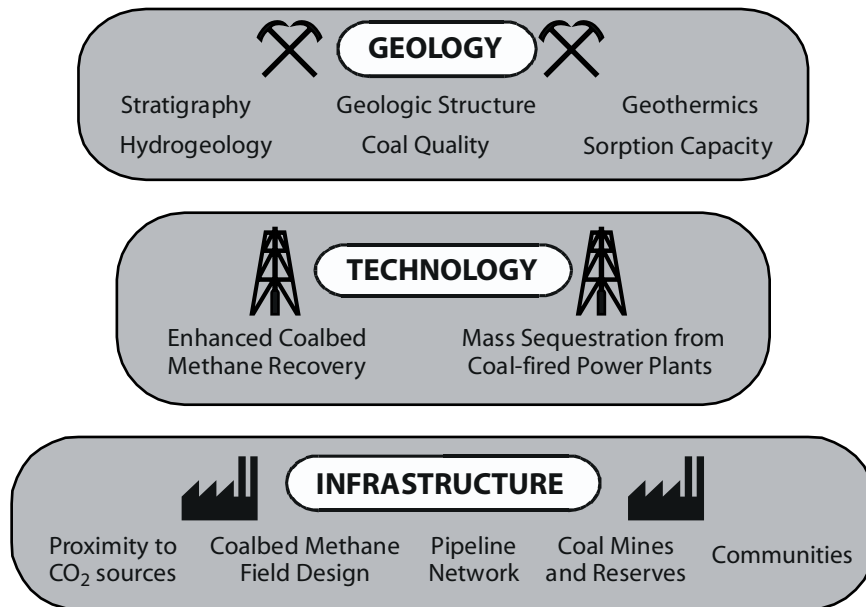 GEOLOGY
Stratigraphy Geologic Structure Geothermics
Hydrogeology Coal Quality Sorption Capacity
TECHNOLOGY
Enhanced Coalbed
Methane Recovery
Mass Sequestration from
Coal-fired Power Plants
INFRASTRUCTURE
Proximity to
CO₂ sources
Coalbed Methane
Field Design
Pipeline
Network
Coal Mines
and Reserves
Communities